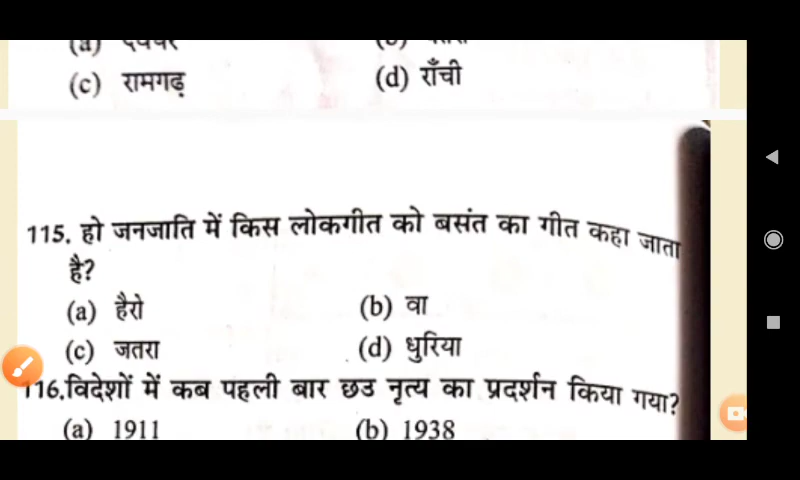 (c) रामगढ़ (d) राँची
115. हो जनजाति में किस लोकगीत को बसंत का गीत कहा जाता
है?
(a) हैरो (b) वा
(c) जतरा (d) धुरिया
116.विदेशों में कब पहली बार छउ नृत्य का प्रदर्शन किया गया?
(a) 1911 (b) 1938